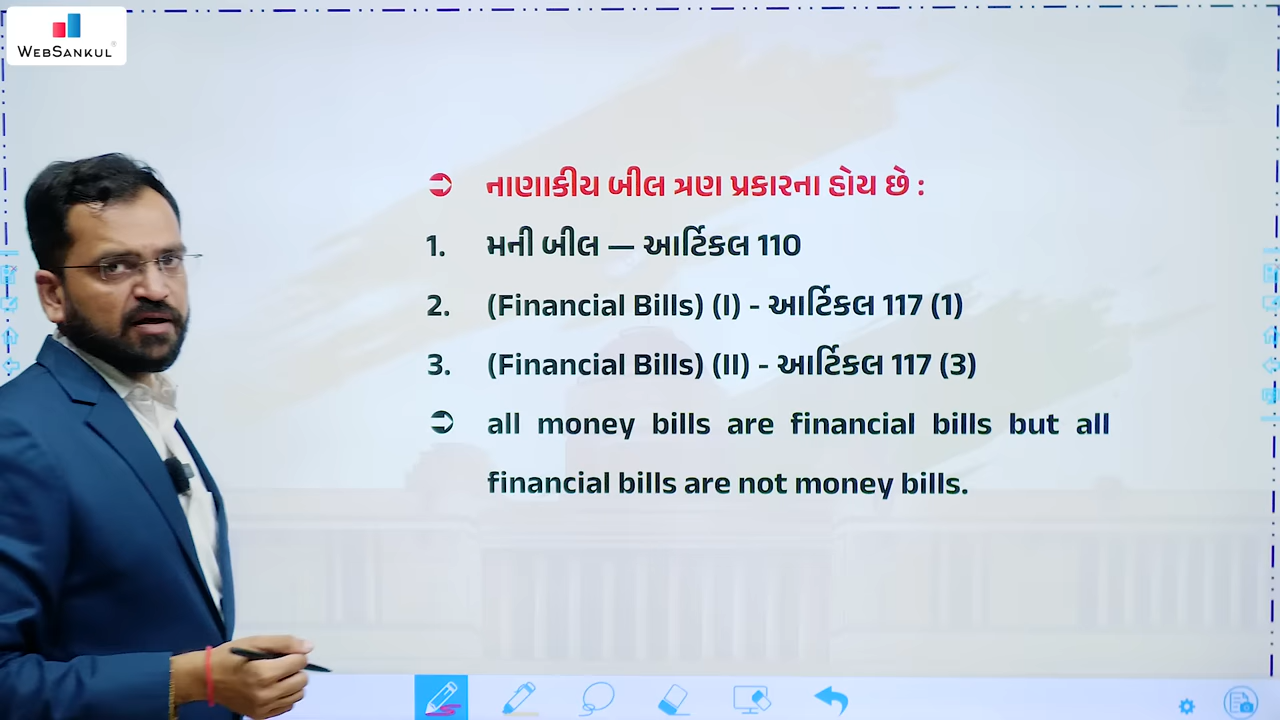 WEBSANKUL
⮊ નાણાકીય બીલ ત્રણ પ્રકારના હોય છે :
1. મની બીલ — આર્ટિકલ 110
2. (Financial Bills) (I) - આર્ટિકલ 117 (1)
3. (Financial Bills) (II) - આર્ટિકલ 117 (3)
⮊ all money bills are financial bills but all
financial bills are not money bills.